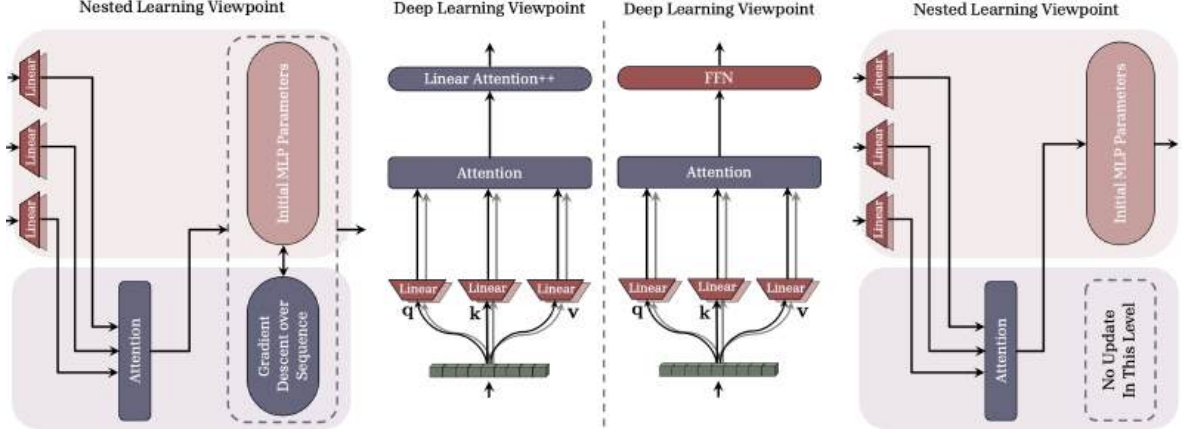 Nested Learning Viewpoint
Linear
Linear
Linear
Initial MLP Parameters
Attention
Gradient
Descent over
Sequence
Deep Learning Viewpoint
Linear Attention++
Attention
Linear
Linear
Linear
q
k
v
Deep Learning Viewpoint
FFN
Attention
Linear
Linear
Linear
q
k
v
Nested Learning Viewpoint
Linear
Linear
Linear
Initial MLP Parameters
Attention
No Update
In This Level